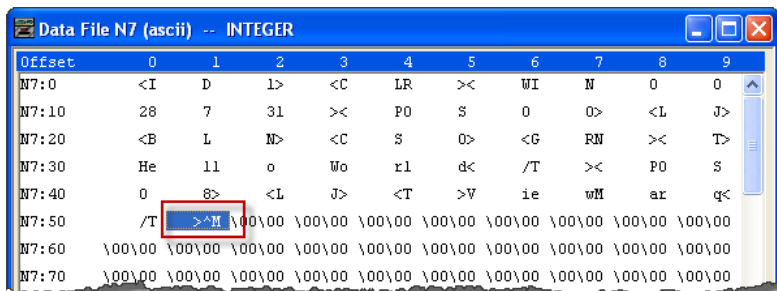 Data File N7 (ascii) -- INTEGER
Offset 0 1 2 3 4 5 6 7 8 9
N7:0 <I D 1> <C LR >< WI N 0 0
N7:10 28 7 31 >< PO S 0 0> <L J>
N7:20 <B L N> <C S 0> <G RN >< T>
N7:30 He ll o Wo rl d< /T >< PO S
N7:40 0 8> <L J> <T >V ie wM ar q<
N7:50 /T >^M \00\00 \00\00 \00\00 \00\00 \00\00 \00\00 \00\00 \00\00
N7:60 \00\00 \00\00 \00\00 \00\00 \00\00 \00\00 \00\00 \00\00 \00\00 \00\00
N7:70 \00\00 \00\00 \00\00 \00\00 \00\00 \00\00 \00\00 \00\00 \00\00 \00\00